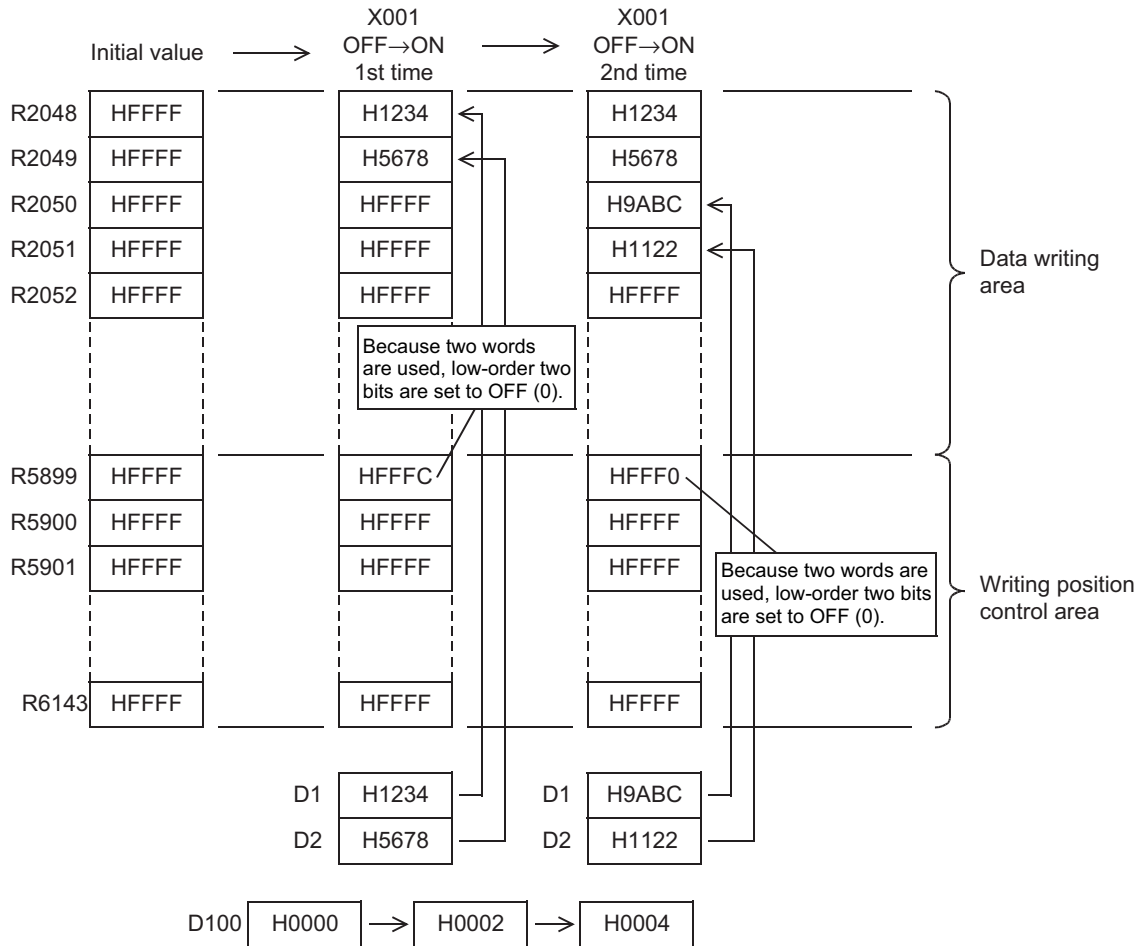 Initial value
X001
OFF→ON
1st time
X001
OFF→ON
2nd time
R2048 HFFFF H1234 H1234
R2049 HFFFF H5678 H5678
R2050 HFFFF HFFFF H9ABC
R2051 HFFFF HFFFF H1122
R2052 HFFFF HFFFF HFFFF
Data writing
area
Because two words
are used, low-order two
bits are set to OFF (0).
R5899 HFFFF HFFFC HFFF0
R5900 HFFFF HFFFF HFFFF
R5901 HFFFF HFFFF HFFFF
Because two words are
used, low-order two bits
are set to OFF (0).
Writing position
control area
R6143 HFFFF HFFFF HFFFF
D1 H1234 D1 H9ABC
D2 H5678 D2 H1122
D100 H0000 H0002 H0004